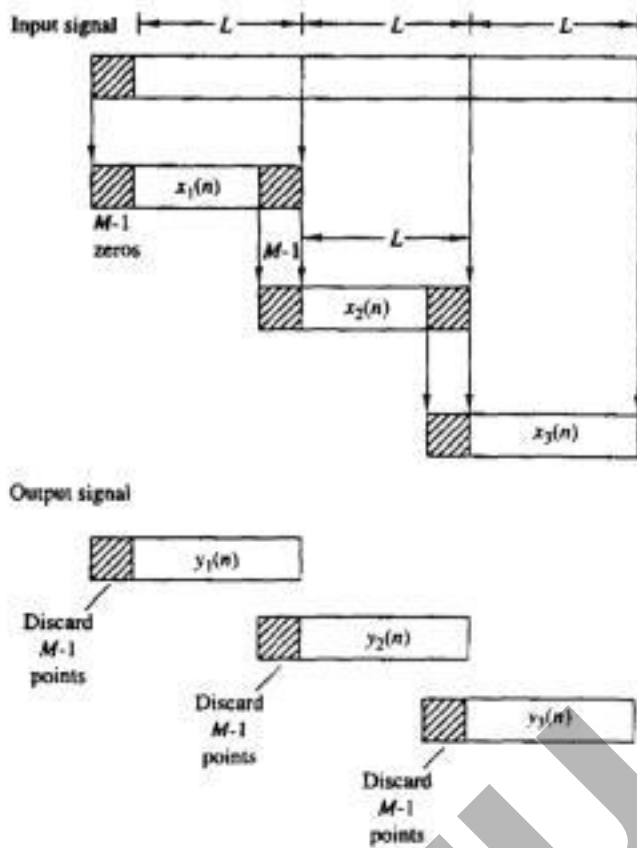 Input signal
L L L
x₁(n)
M-1
zeros
M-1
L
x₂(n)
x₃(n)
Output signal
y₁(n)
Discard
M-1
points
y₂(n)
Discard
M-1
points
y₃(n)
Discard
M-1
points